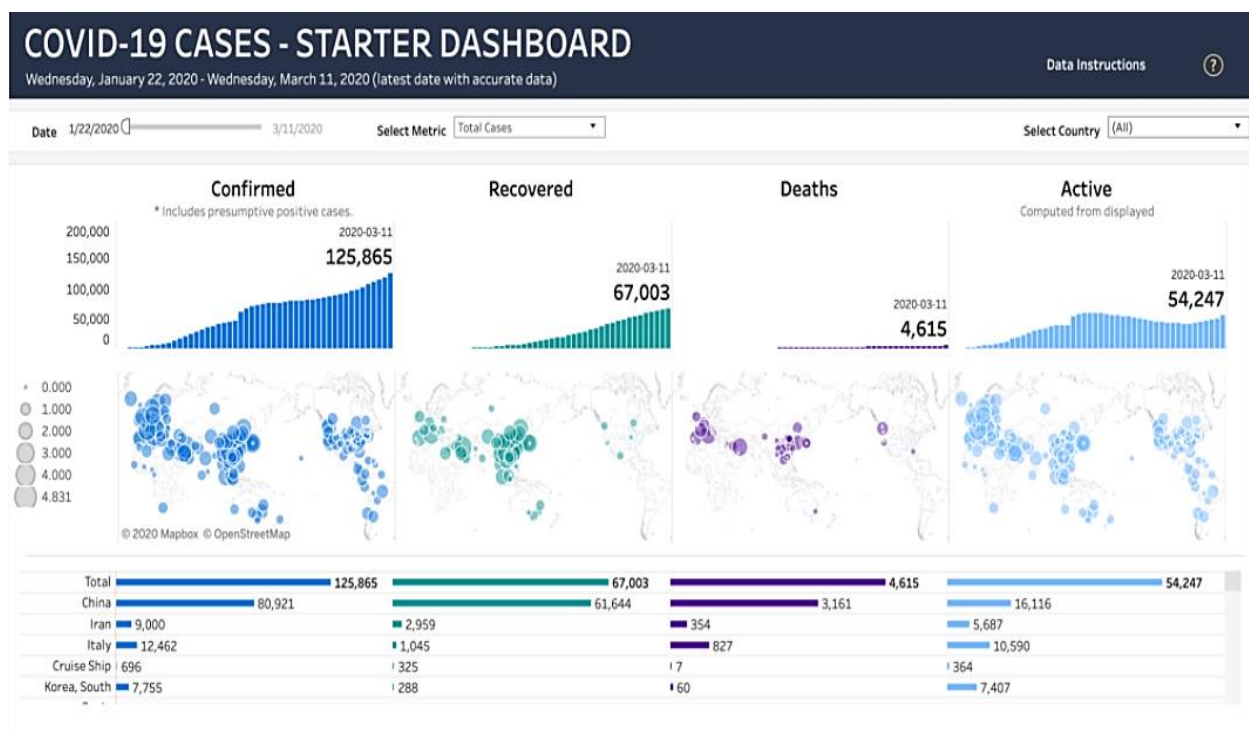 COVID-19 CASES - STARTER DASHBOARD
Wednesday, January 22, 2020 - Wednesday, March 11, 2020 (latest date with accurate data)
Data Instructions ?
Date 1/22/2020 3/11/2020 Select Metric Total Cases Select Country (All)
Confirmed Recovered Deaths Active
* Includes presumptive positive cases. Computed from displayed
200,000
150,000
100,000
50,000
0
2020-03-11
125,865
2020-03-11
67,003
2020-03-11
4,615
2020-03-11
54,247
0.000
1.000
2.000
3.000
4.000
4.831
© 2020 Mapbox © OpenStreetMap
Total 125,865 67,003 4,615 54,247
China 80,921 61,644 3,161 16,116
Iran 9,000 2,959 354 5,687
Italy 12,462 1,045 827 10,590
Cruise Ship 696 325 7 364
Korea, South 7,755 288 60 7,407